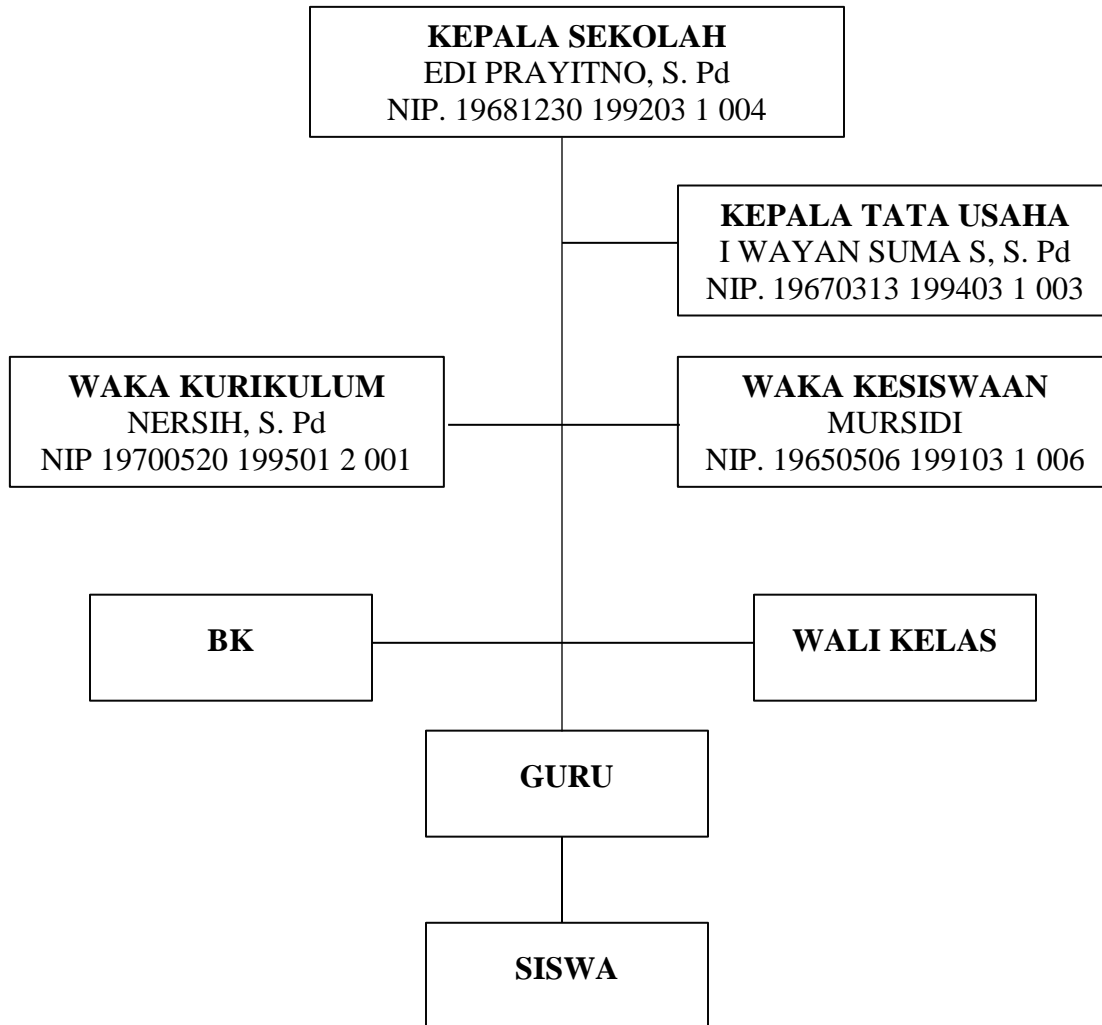 KEPALA SEKOLAH
EDI PRAYITNO, S. Pd
NIP. 19681230 199203 1 004
KEPALA TATA USAHA
I WAYAN SUMA S, S. Pd
NIP. 19670313 199403 1 003
WAKA KURIKULUM
NERSIH, S. Pd
NIP 19700520 199501 2 001
WAKA KESISWAAN
MURSIDI
NIP. 19650506 199103 1 006
BK
WALI KELAS
GURU
SISWA